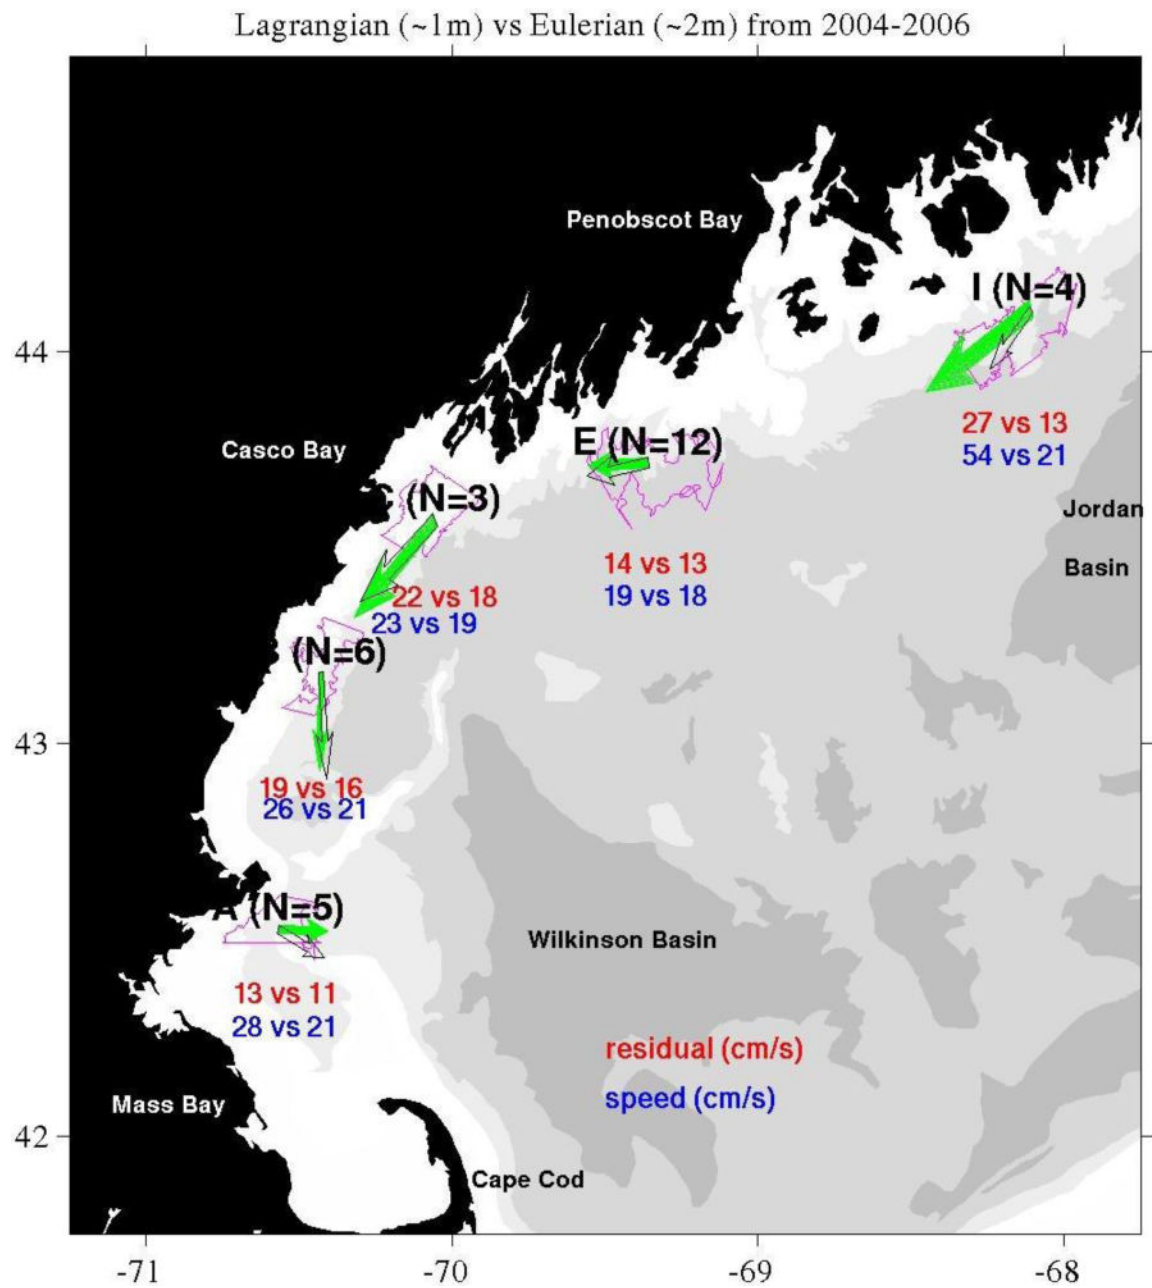 Lagrangian (~1m) vs Eulerian (~2m) from 2004-2006
Penobscot Bay
I (N=4)
44
27 vs 13
54 vs 21
Casco Bay
E (N=12)
C (N=3)
Jordan
Basin
14 vs 13
19 vs 18
22 vs 18
23 vs 19
(N=6)
43
19 vs 16
26 vs 21
A (N=5)
Wilkinson Basin
13 vs 11
28 vs 21
residual (cm/s)
speed (cm/s)
Mass Bay
42
Cape Cod
-71 -70 -69 -68